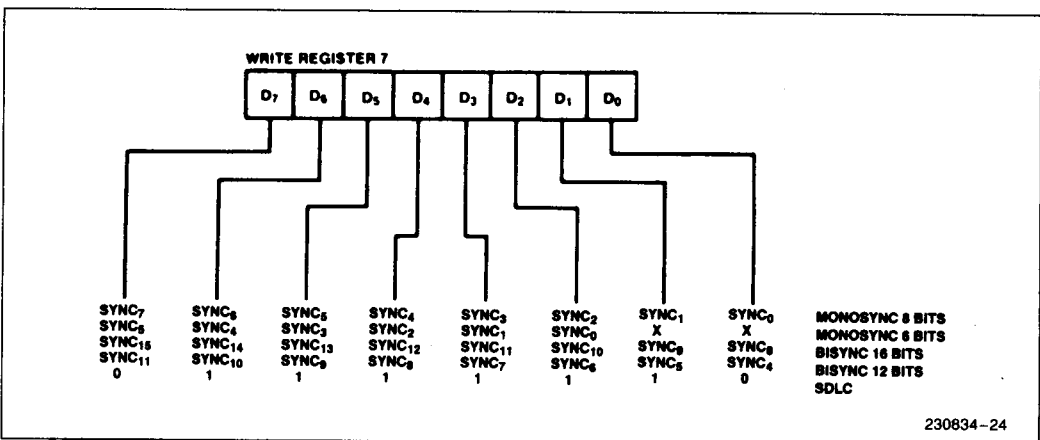 WRITE REGISTER 7
D₇ D₆ D₅ D₄ D₃ D₂ D₁ D₀
SYNC₇ SYNC₆ SYNC₅ SYNC₄ SYNC₃ SYNC₂ SYNC₁ SYNC₀ MONOSYNC 8 BITS
SYNC₅ SYNC₄ SYNC₃ SYNC₂ SYNC₁ SYNC₀ X X MONOSYNC 6 BITS
SYNC₁₅ SYNC₁₄ SYNC₁₃ SYNC₁₂ SYNC₁₁ SYNC₁₀ SYNC₉ SYNC₈ BISYNC 16 BITS
SYNC₁₁ SYNC₁₀ SYNC₉ SYNC₈ SYNC₇ SYNC₆ SYNC₅ SYNC₄ BISYNC 12 BITS
0 1 1 1 1 1 1 0 SDLC
230834–24